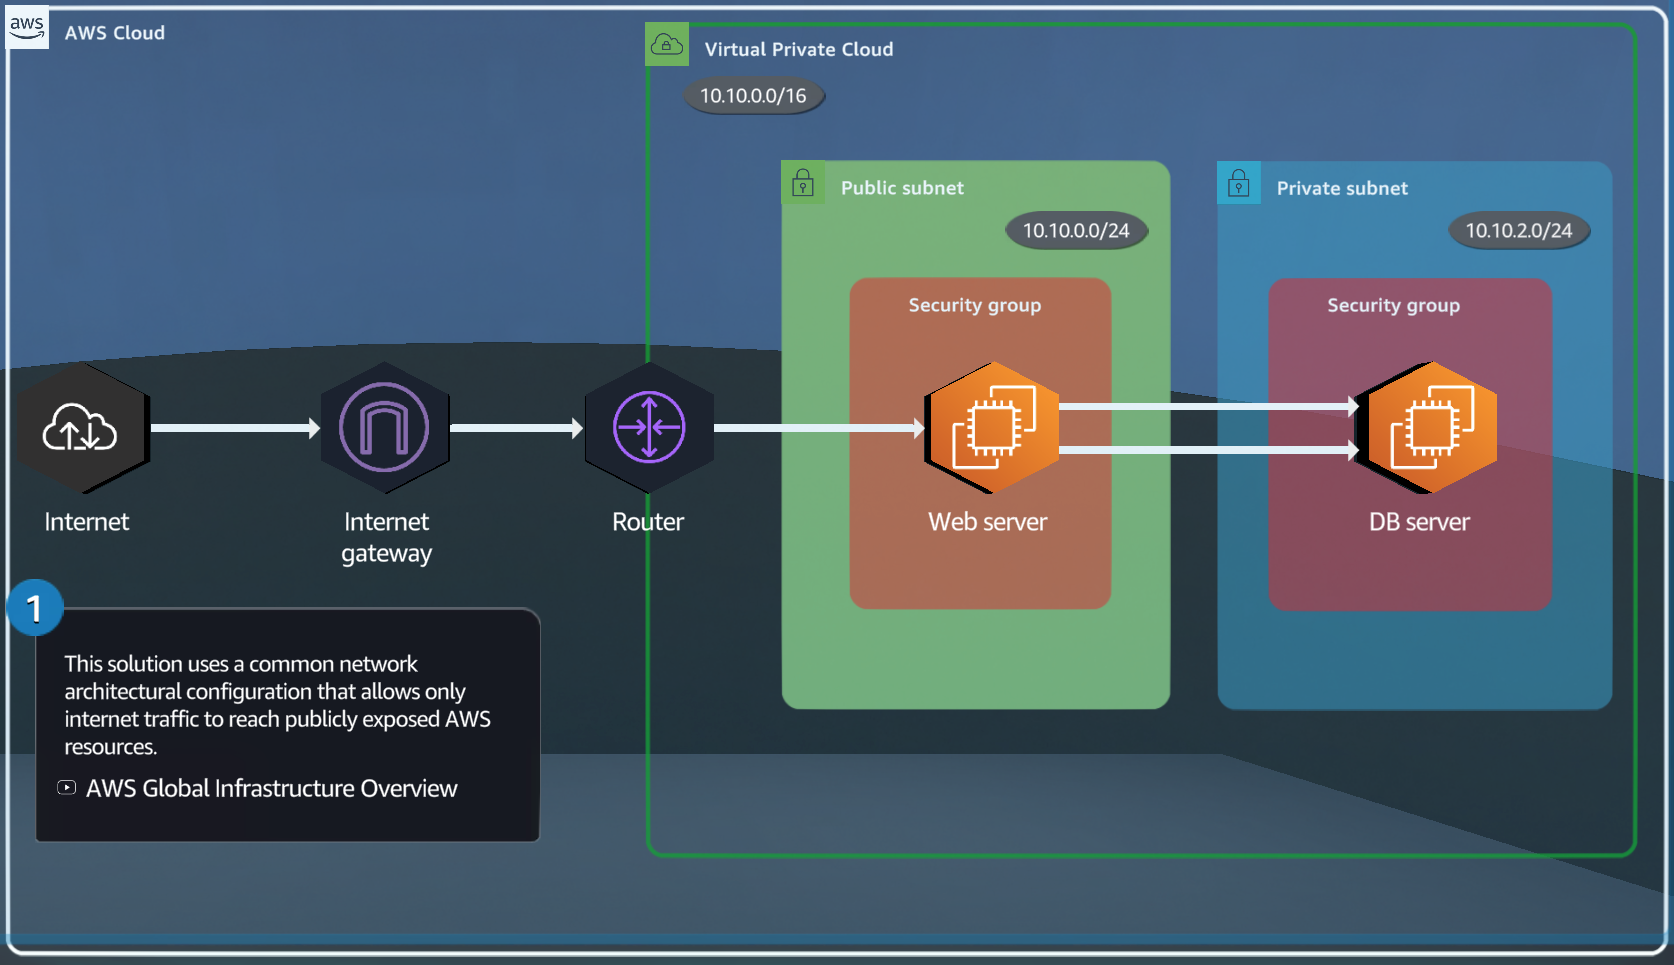 aws
AWS Cloud
Virtual Private Cloud
10.10.0.0/16
Public subnet
10.10.0.0/24
Security group
Private subnet
10.10.2.0/24
Security group
Internet
Internet
gateway
Router
Web server
DB server
1
This solution uses a common network
architectural configuration that allows only
internet traffic to reach publicly exposed AWS
resources.
AWS Global Infrastructure Overview